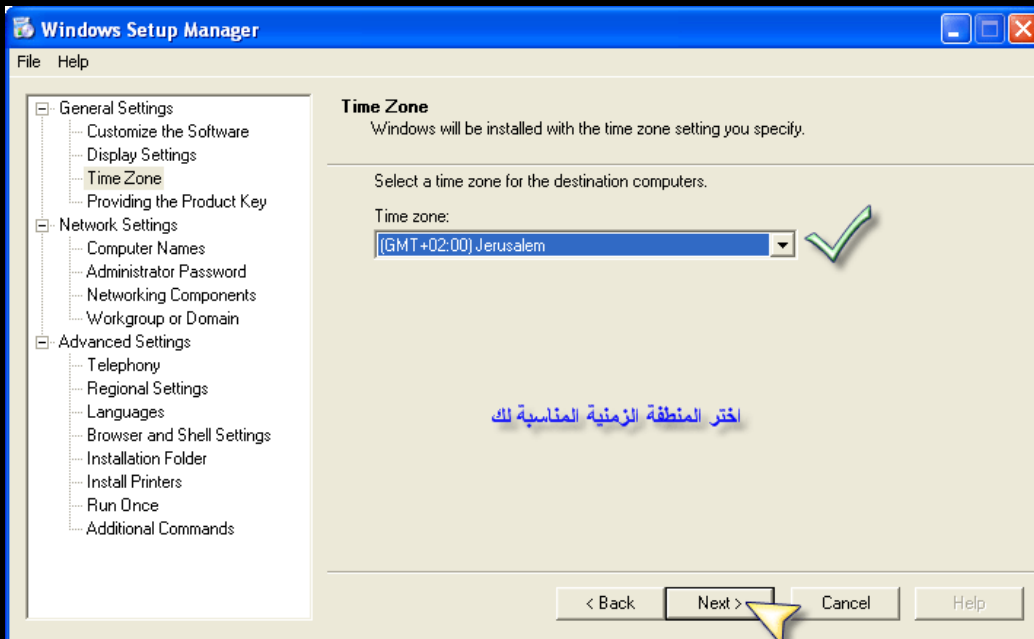 Windows Setup Manager
File Help
General Settings
Customize the Software
Display Settings
Time Zone
Providing the Product Key
Network Settings
Computer Names
Administrator Password
Networking Components
Workgroup or Domain
Advanced Settings
Telephony
Regional Settings
Languages
Browser and Shell Settings
Installation Folder
Install Printers
Run Once
Additional Commands
Time Zone
Windows will be installed with the time zone setting you specify.
Select a time zone for the destination computers.
Time zone:
(GMT+02:00) Jerusalem
اختر المنطفة الزمنية المناسبة لك
< Back Next > Cancel Help